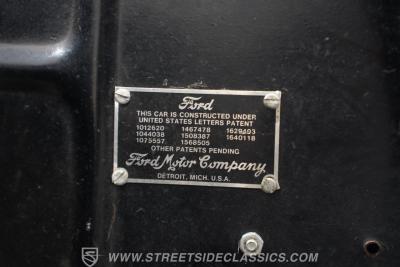 Ford
THIS CAR IS CONSTRUCTED UNDER
UNITED STATES LETTERS PATENT
1012620 1467478 1629403
1044038 1508387 1640118
1075557 1568505
OTHER PATENTS PENDING
Ford Motor Company
DETROIT, MICH. U.S.A.
WWW.STREETSIDECLASSICS.COM